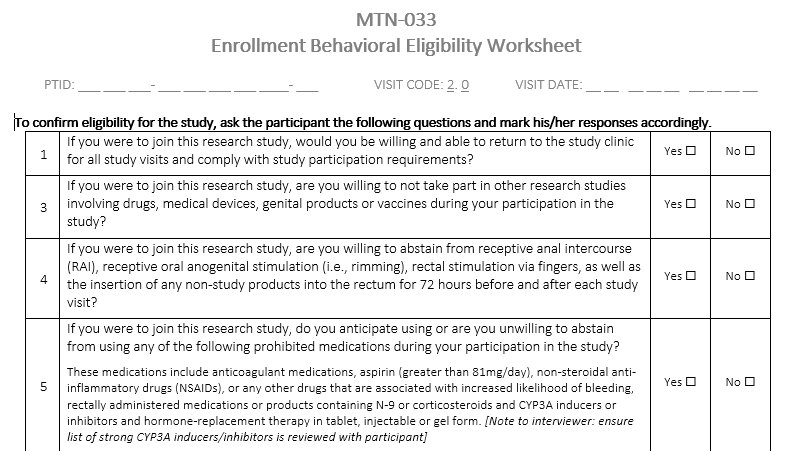 MTN-033
Enrollment Behavioral Eligibility Worksheet
PTID: ___ ___ ___-___ ___ ___ ___ ___-___ VISIT CODE: 2. 0 VISIT DATE: __ __ __ __ __ __ __ __ __
To confirm eligibility for the study, ask the participant the following questions and mark his/her responses accordingly.
1 If you were to join this research study, would you be willing and able to return to the study clinic
for all study visits and comply with study participation requirements? Yes ☐ No ☐
3 If you were to join this research study, are you willing to not take part in other research studies
involving drugs, medical devices, genital products or vaccines during your participation in the
study? Yes ☐ No ☐
4 If you were to join this research study, are you willing to abstain from receptive anal intercourse
(RAI), receptive oral anogenital stimulation (i.e., rimming), rectal stimulation via fingers, as well as
the insertion of any non-study products into the rectum for 72 hours before and after each study
visit? Yes ☐ No ☐
5 If you were to join this research study, do you anticipate using or are you unwilling to abstain
from using any of the following prohibited medications during your participation in the study?
These medications include anticoagulant medications, aspirin (greater than 81mg/day), non-steroidal anti-
inflammatory drugs (NSAIDs), or any other drugs that are associated with increased likelihood of bleeding,
rectally administered medications or products containing N-9 or corticosteroids and CYP3A inducers or
inhibitors and hormone-replacement therapy in tablet, injectable or gel form. [Note to interviewer: ensure
list of strong CYP3A inducers/inhibitors is reviewed with participant] Yes ☐ No ☐